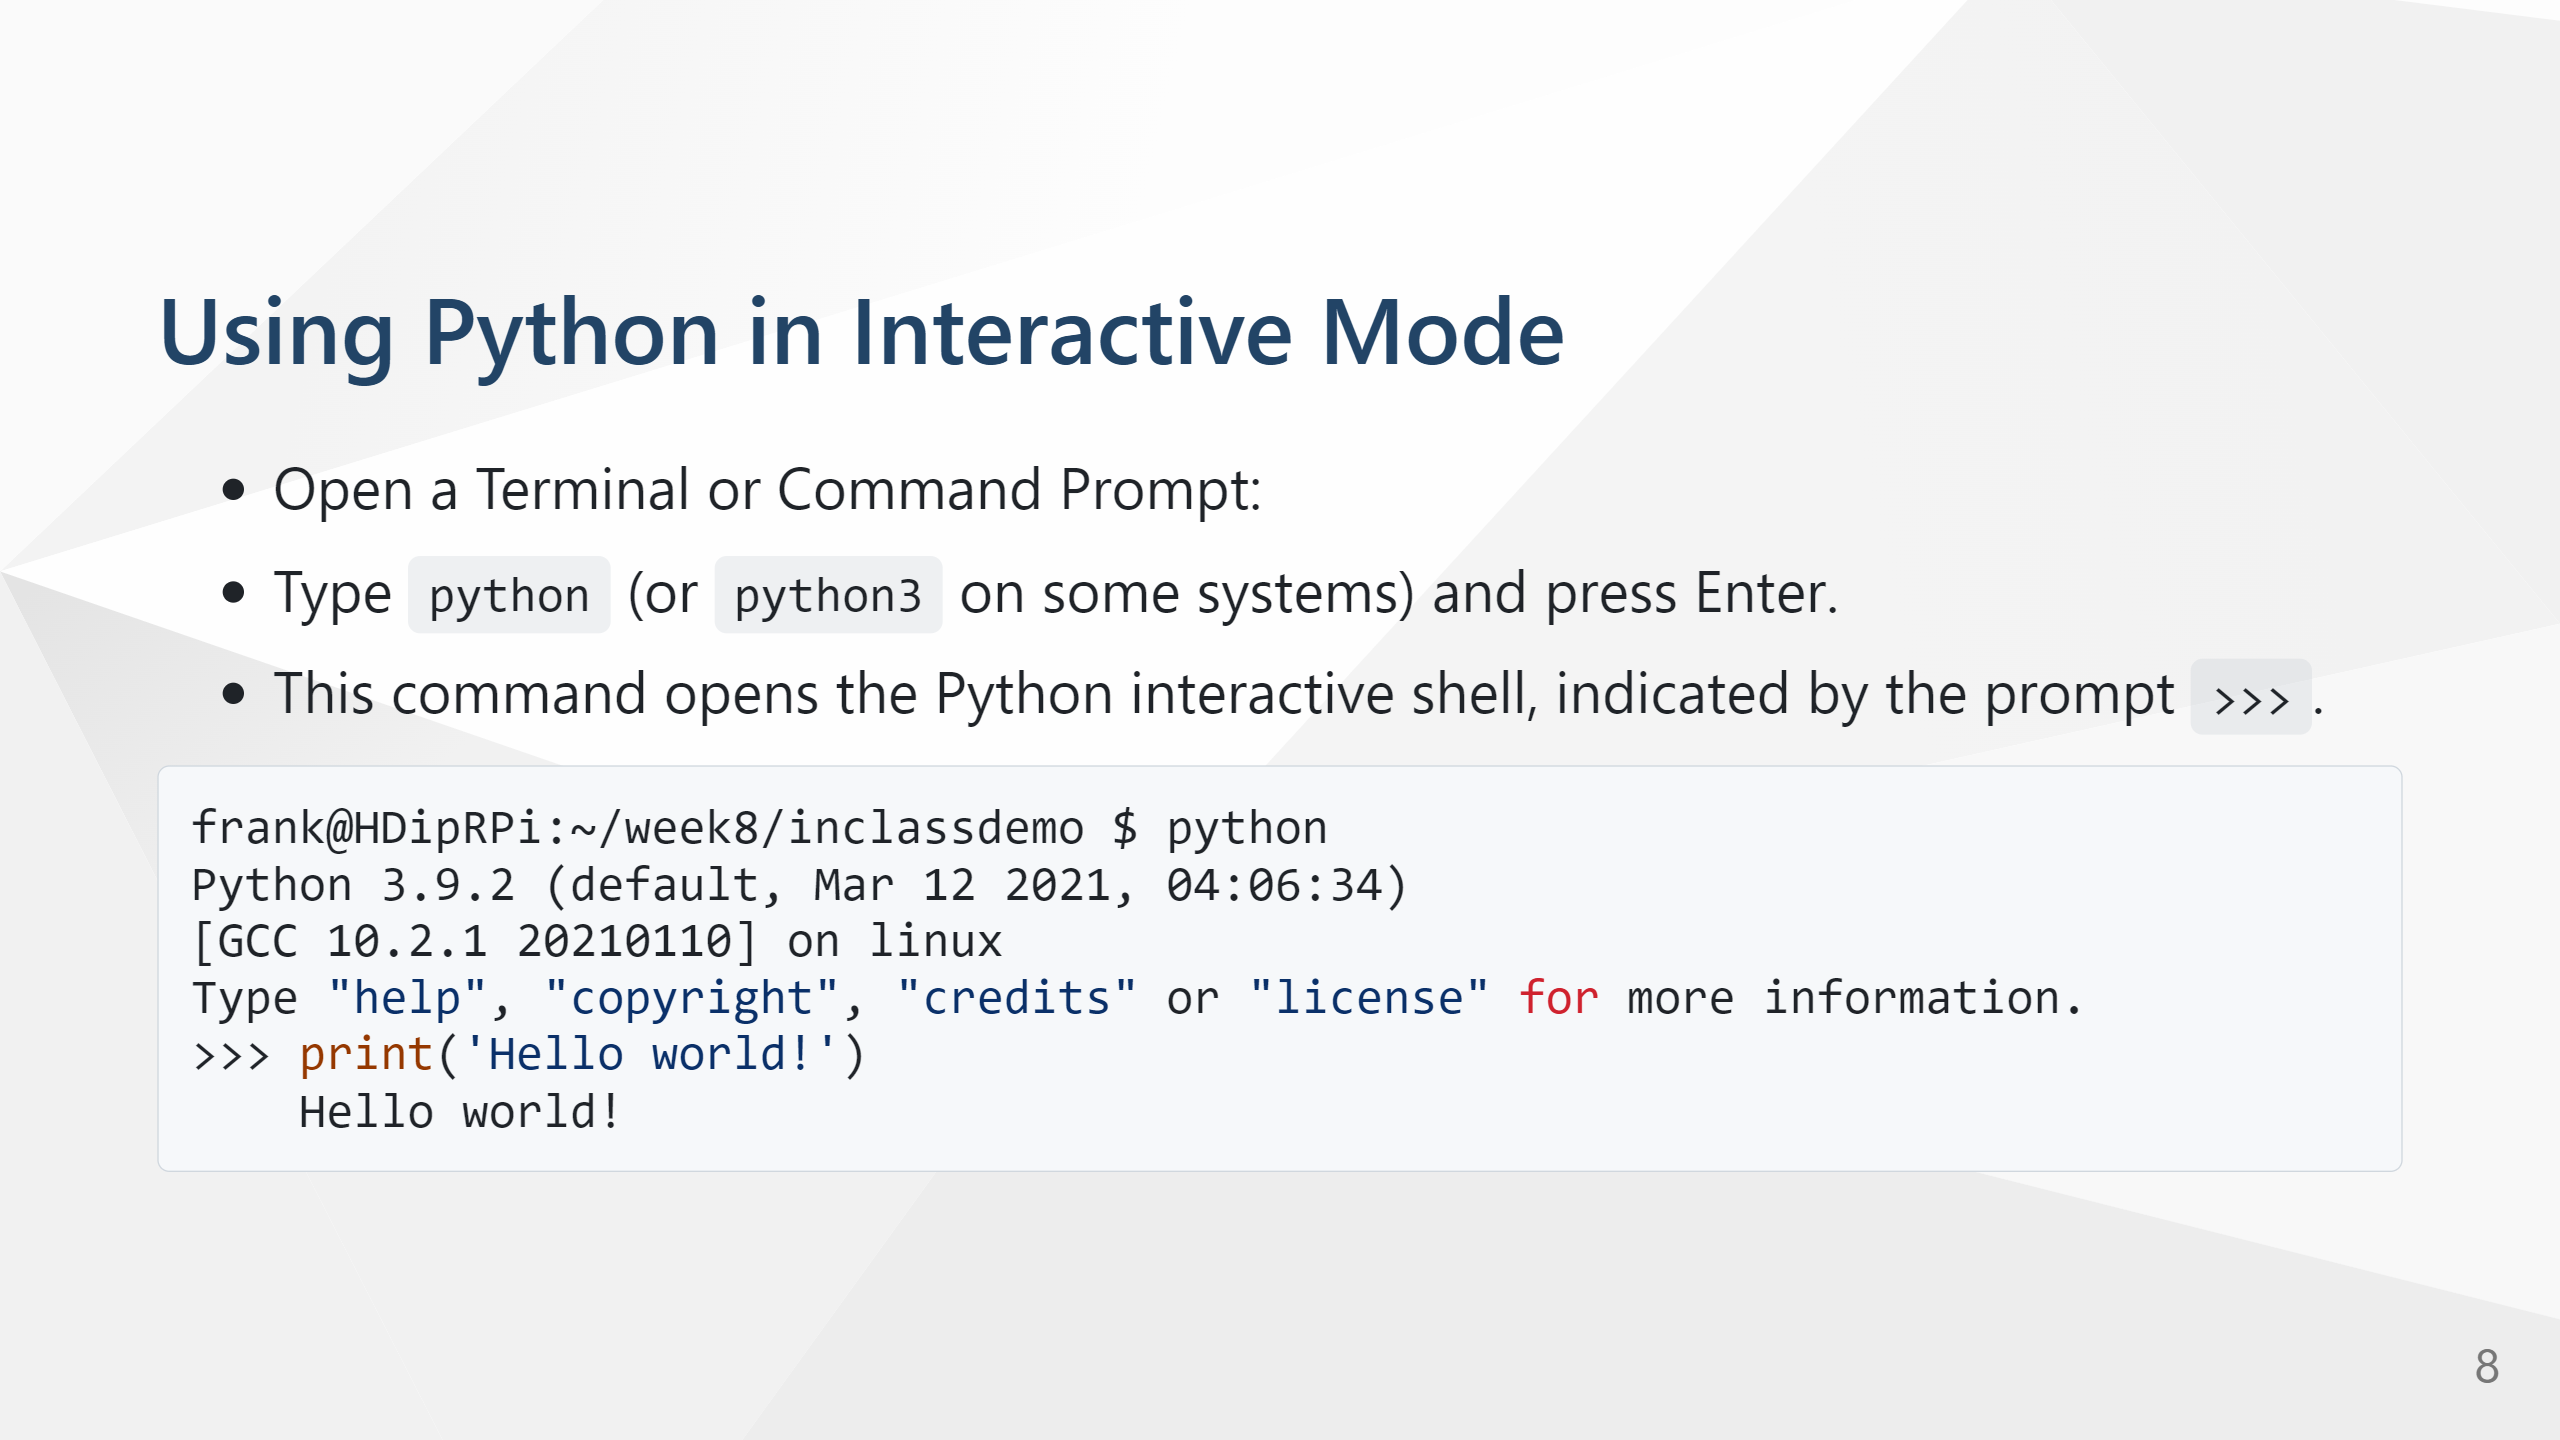 Using Python in Interactive Mode
• Open a Terminal or Command Prompt:
• Type python (or python3 on some systems) and press Enter.
• This command opens the Python interactive shell, indicated by the prompt >>>.
frank@HDipRPi:~/week8/inclassdemo $ python
Python 3.9.2 (default, Mar 12 2021, 04:06:34)
[GCC 10.2.1 20210110] on linux
Type "help", "copyright", "credits" or "license" for more information.
>>> print('Hello world!')
    Hello world!
8